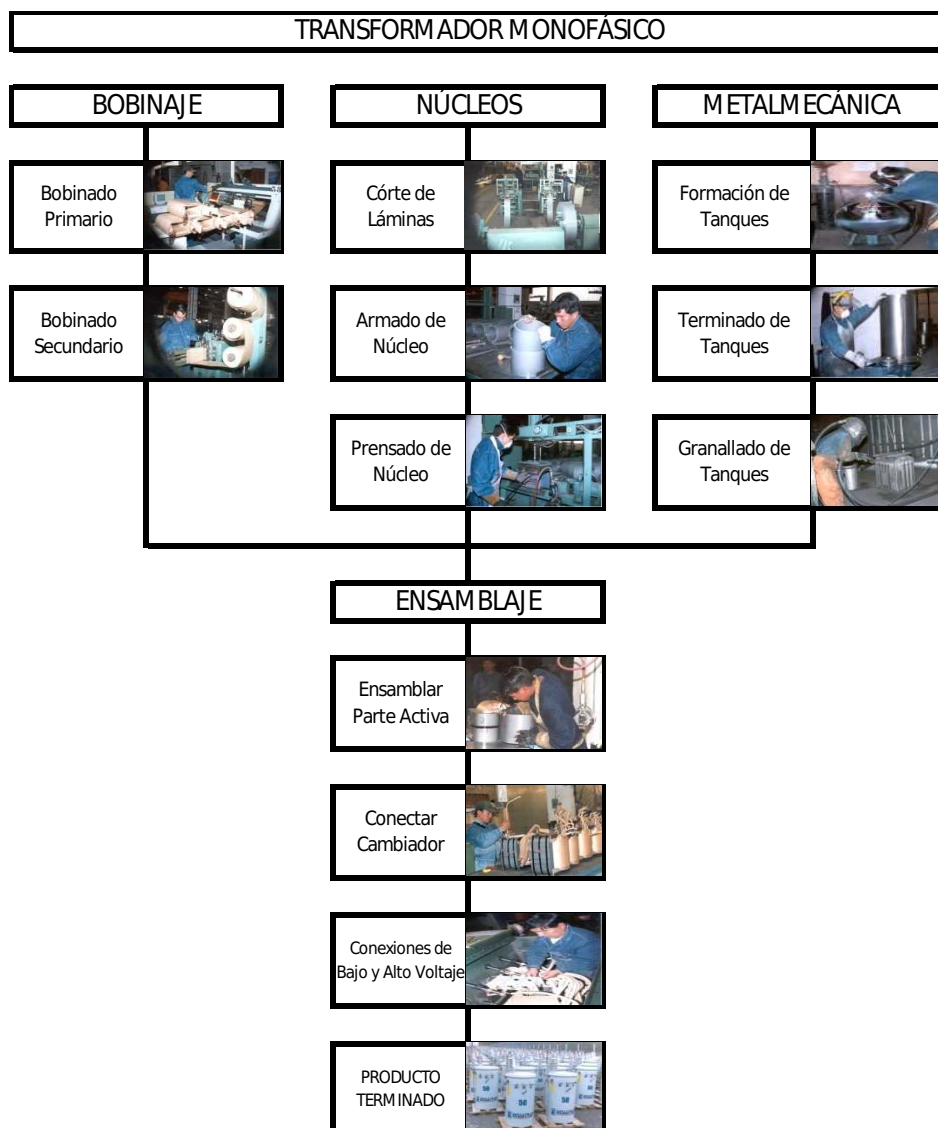 TRANSFORMADOR MONOFÁSICO
BOBINAJE
NÚCLEOS
METALMECÁNICA
Bobinado
Primario
Córte de
Láminas
Formación de
Tanques
Bobinado
Secundario
Armado de
Núcleo
Terminado de
Tanques
Prensado de
Núcleo
Granallado de
Tanques
ENSAMBLAJE
Ensamblar
Parte Activa
Conectar
Cambiador
Conexiones de
Bajo y Alto Voltaje
PRODUCTO
TERMINADO
50
50